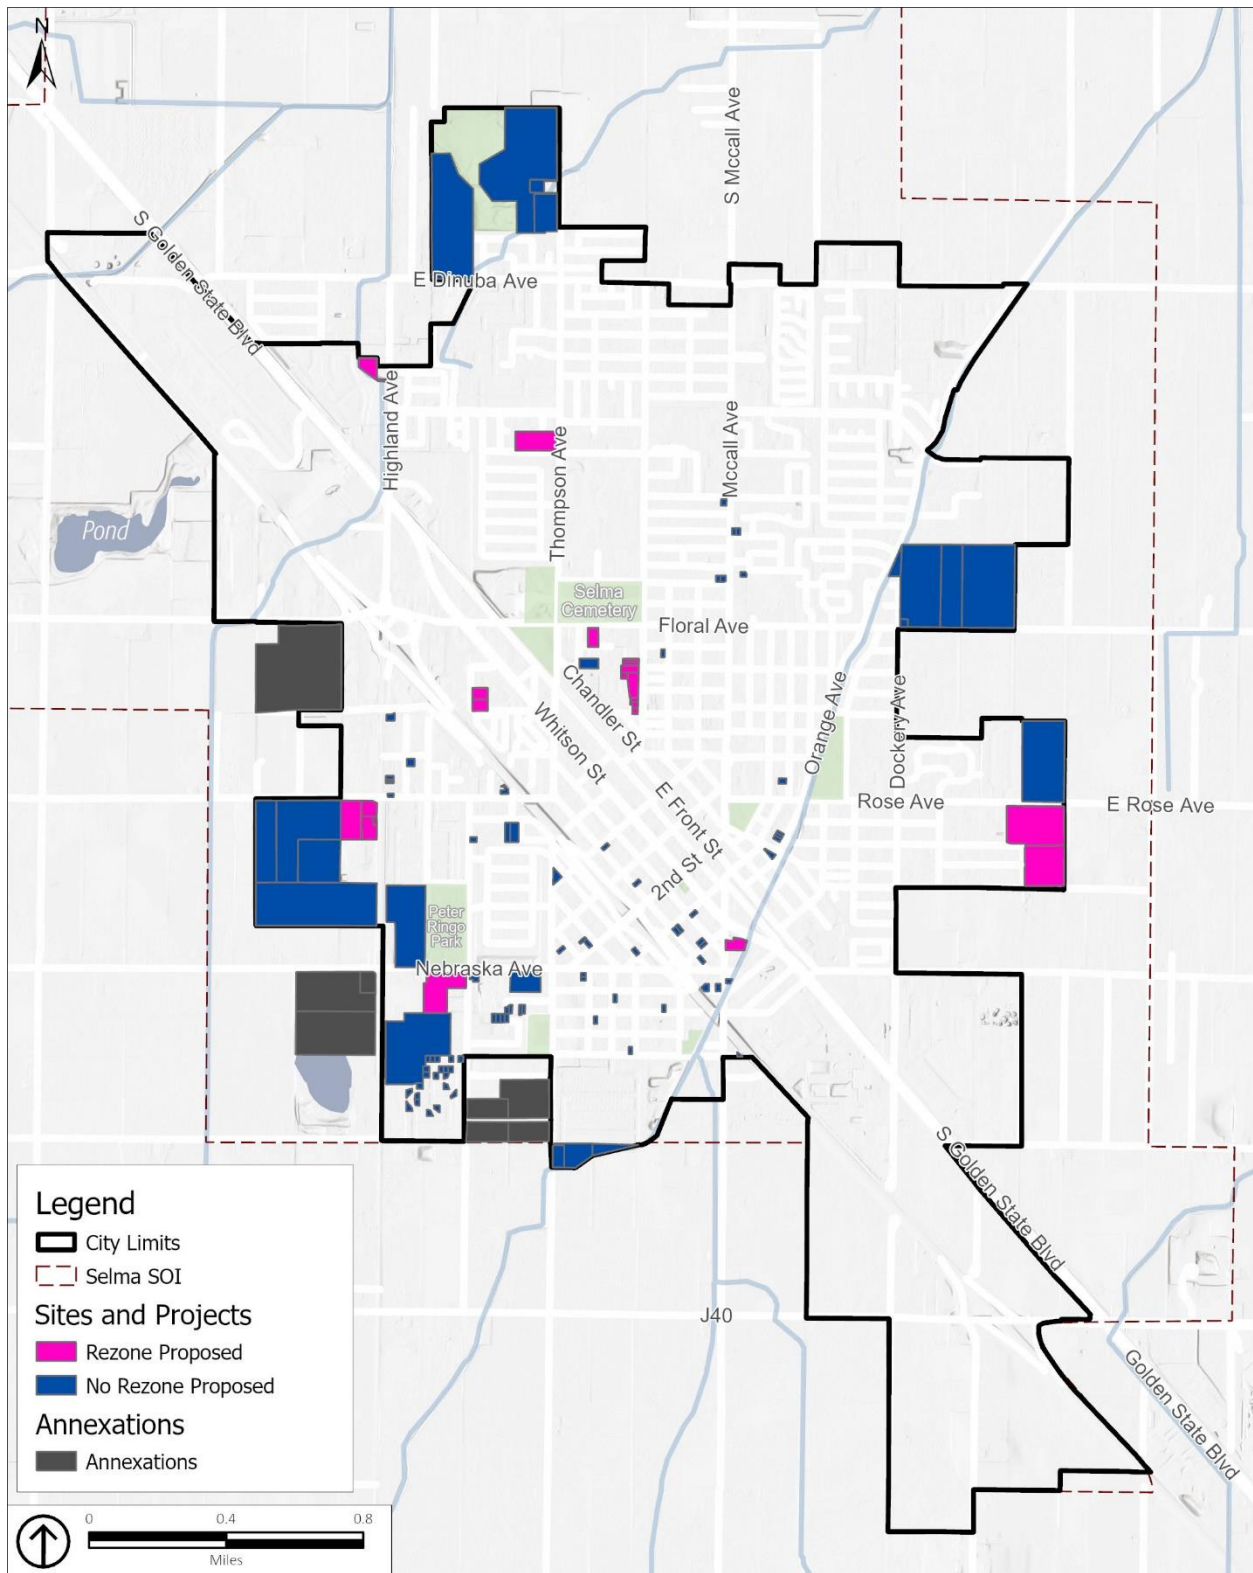 N
S Mccall Ave
S Golden State Blvd
E Dinuba Ave
Highland Ave
Thompson Ave
Mccall Ave
Pond
Selma
Cemetery
Floral Ave
Chandler St
Whitson St
Orange Ave
Dockery Ave
E Front St
Rose Ave
E Rose Ave
2nd St
Peter
Ringo
Park
Nebraska Ave
S Golden State Blvd
J40
Golden State Blvd
Legend
City Limits
Selma SOI
Sites and Projects
Rezone Proposed
No Rezone Proposed
Annexations
Annexations
0 0.4 0.8
Miles